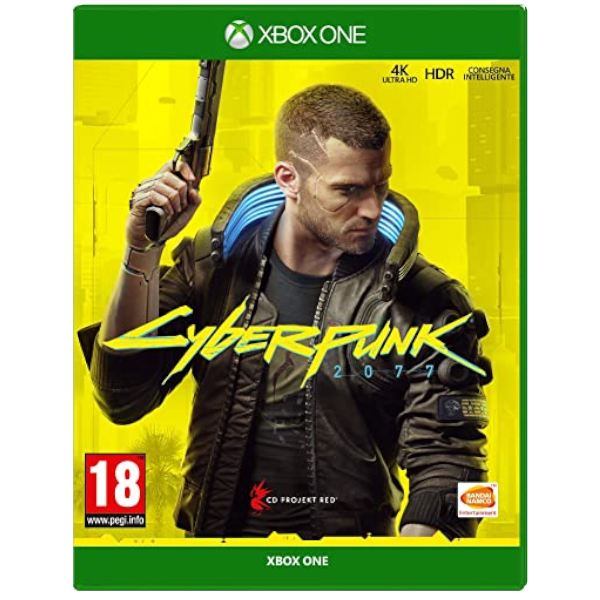 XBOX ONE
4K
ULTRA HD
HDR
CONSEGNA
INTELLIGENTE
CYBERPUNK
2077
18
www.pegi.info
CD PROJEKT RED
BANDAI
NAMCO
Entertainment
XBOX ONE